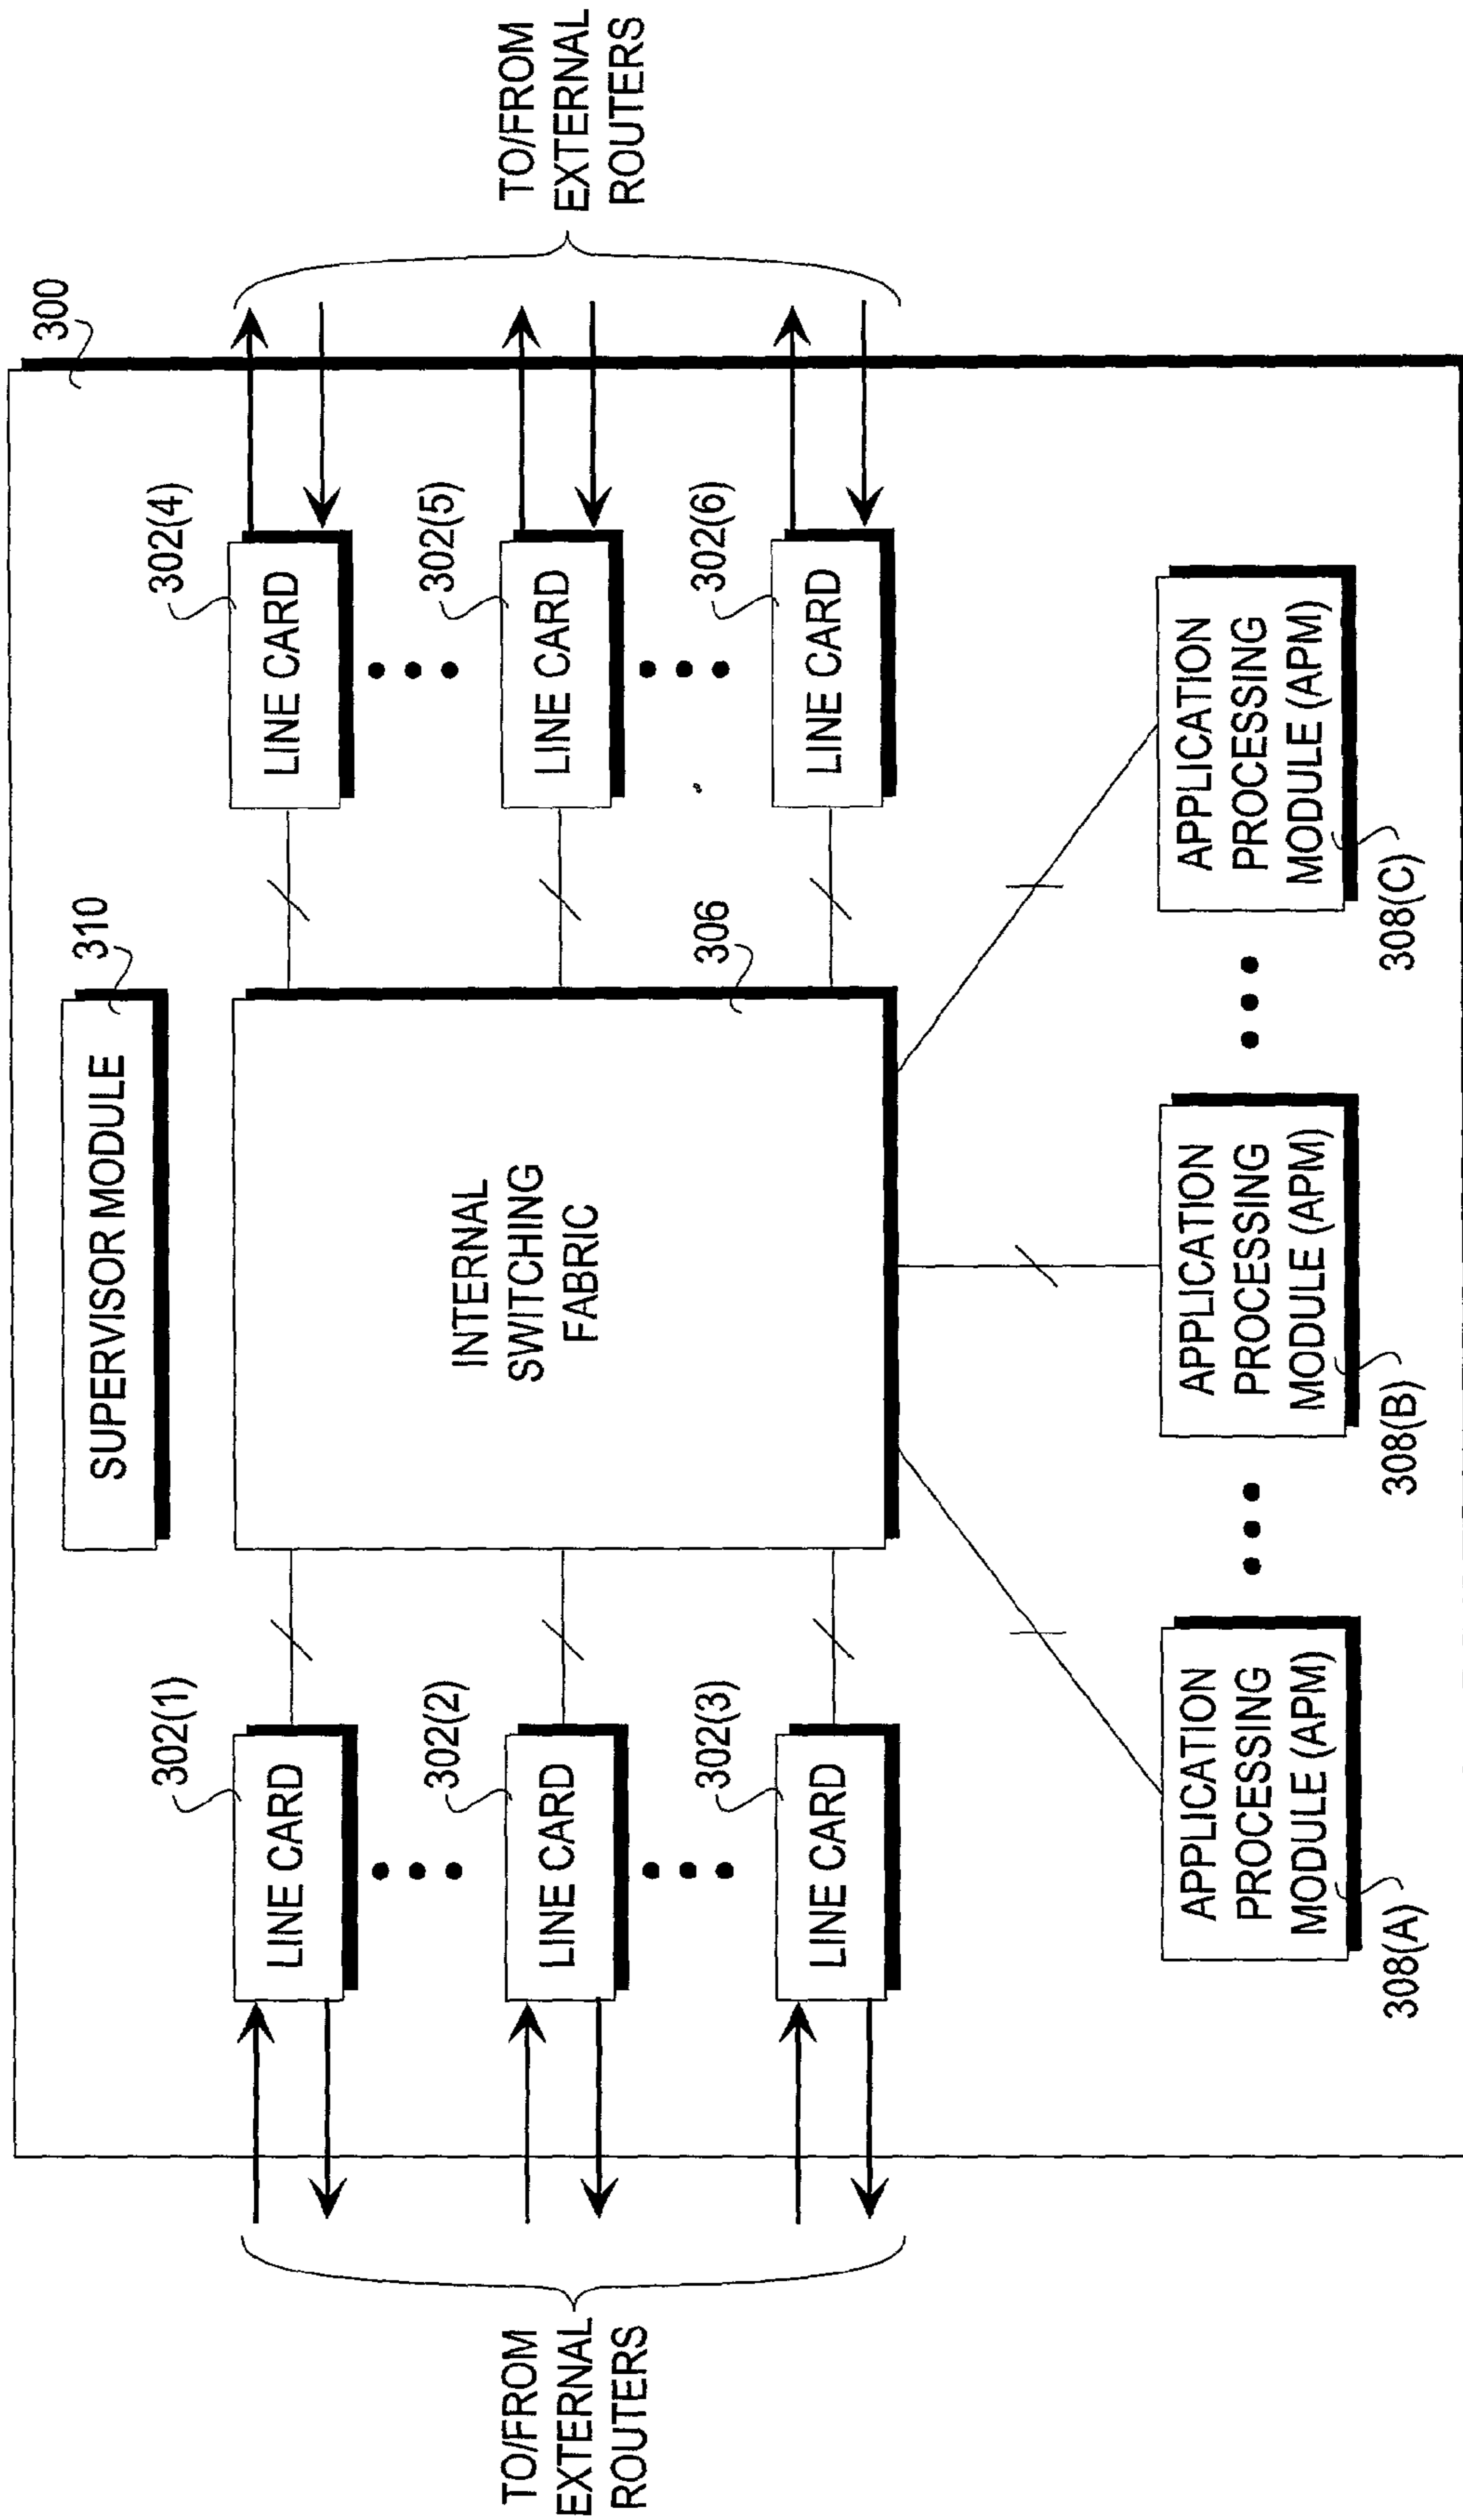 300
SUPERVISOR MODULE
310
302(1)
LINE CARD
302(2)
LINE CARD
302(3)
LINE CARD
TO/FROM
EXTERNAL
ROUTERS
INTERNAL
SWITCHING
FABRIC
306
302(4)
LINE CARD
302(5)
LINE CARD
302(6)
LINE CARD
TO/FROM
EXTERNAL
ROUTERS
APPLICATION
PROCESSING
MODULE (APM)
308(A)
APPLICATION
PROCESSING
MODULE (APM)
308(B)
APPLICATION
PROCESSING
MODULE (APM)
308(C)